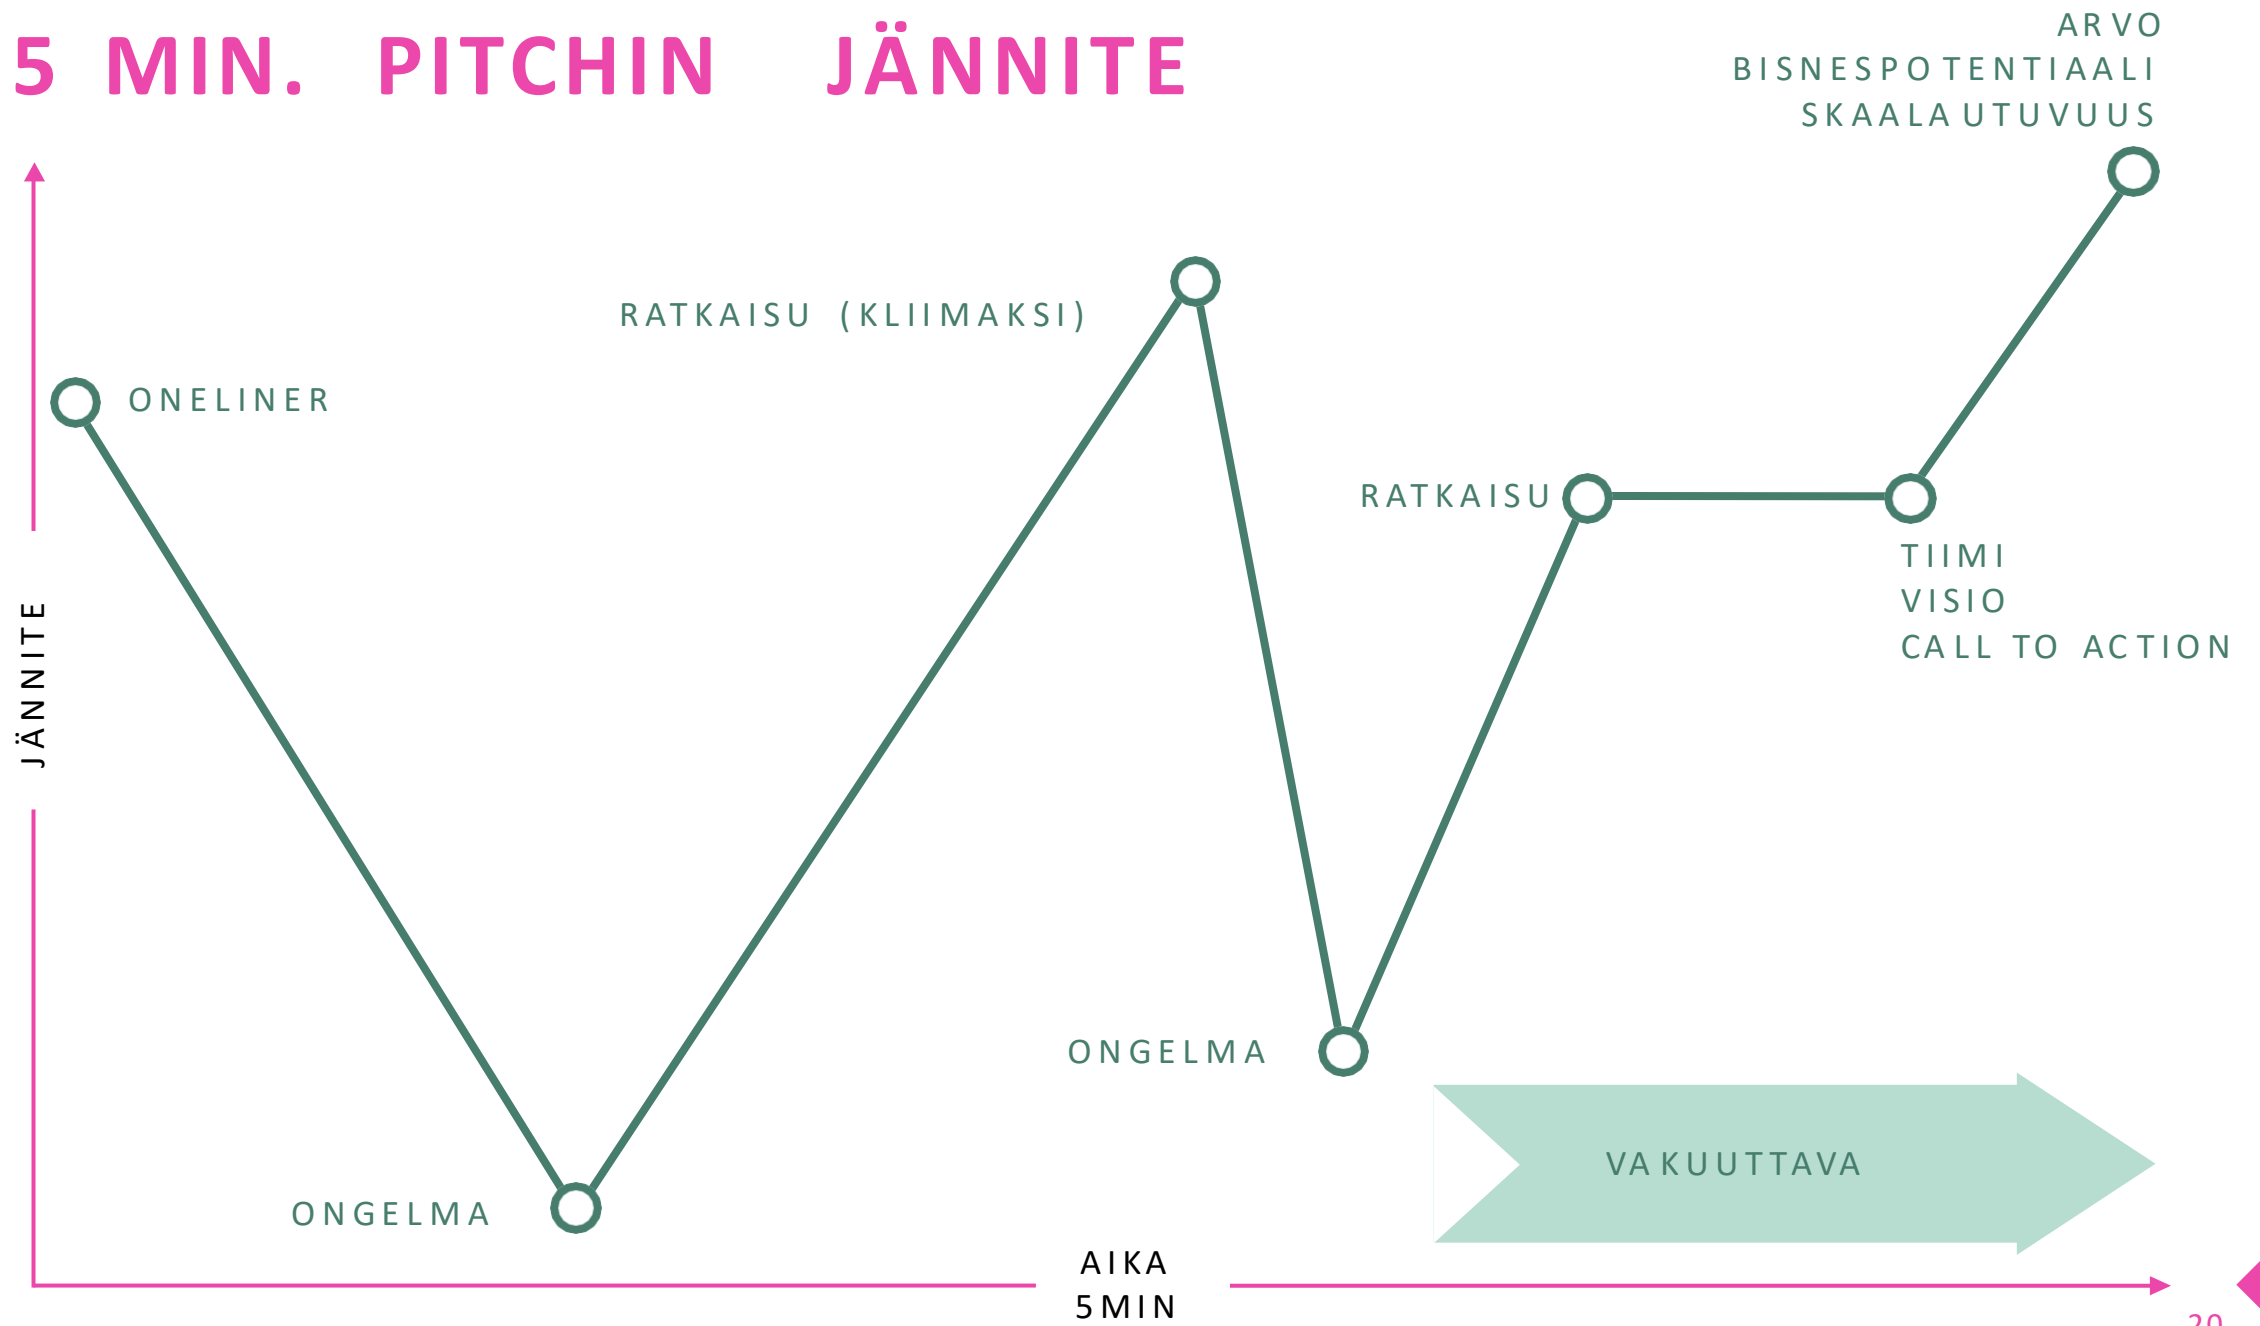 5 MIN. PITCHIN JÄNNITE
ARVO
BISNESPOTENTIAALI
SKAALAUTUVUUS
RATKAISU (KLIIMAKSI)
ONELINER
RATKAISU
TIIMI
VISIO
CALL TO ACTION
JÄNNITE
ONGELMA
VAKUUTTAVA
ONGELMA
AIKA
5MIN
20